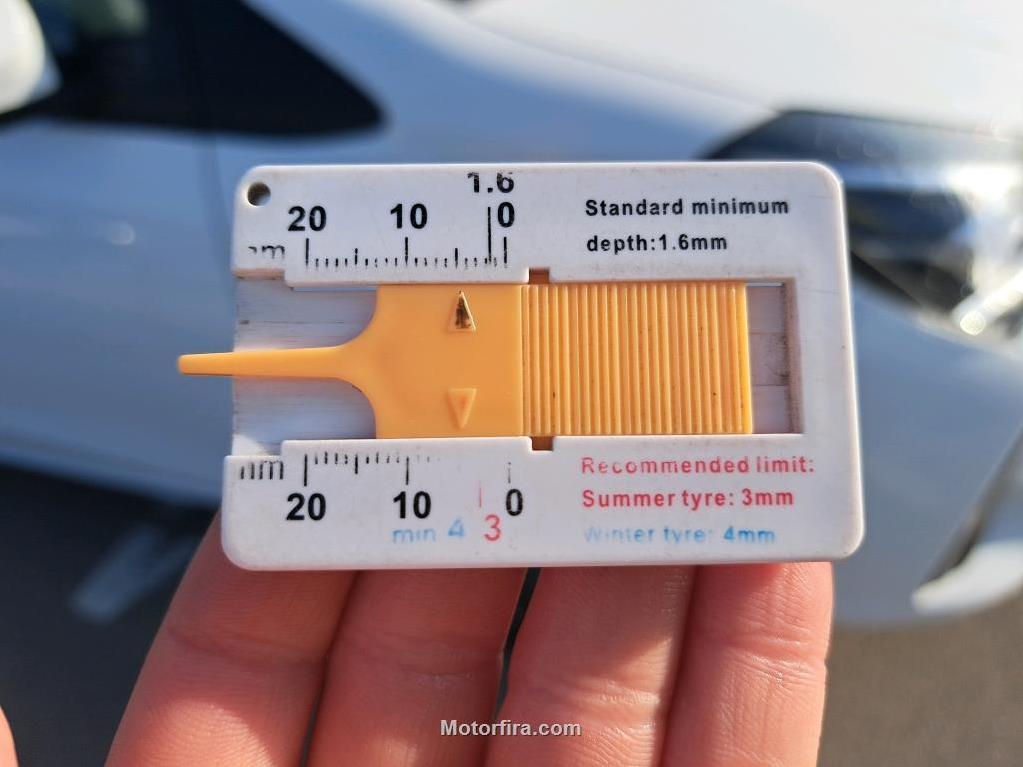 1.6
20 10 0
mm
Standard minimum
depth:1.6mm
mm
20 10 0
min 4 3
Recommended limit:
Summer tyre: 3mm
Winter tyre: 4mm
Motorfira.com